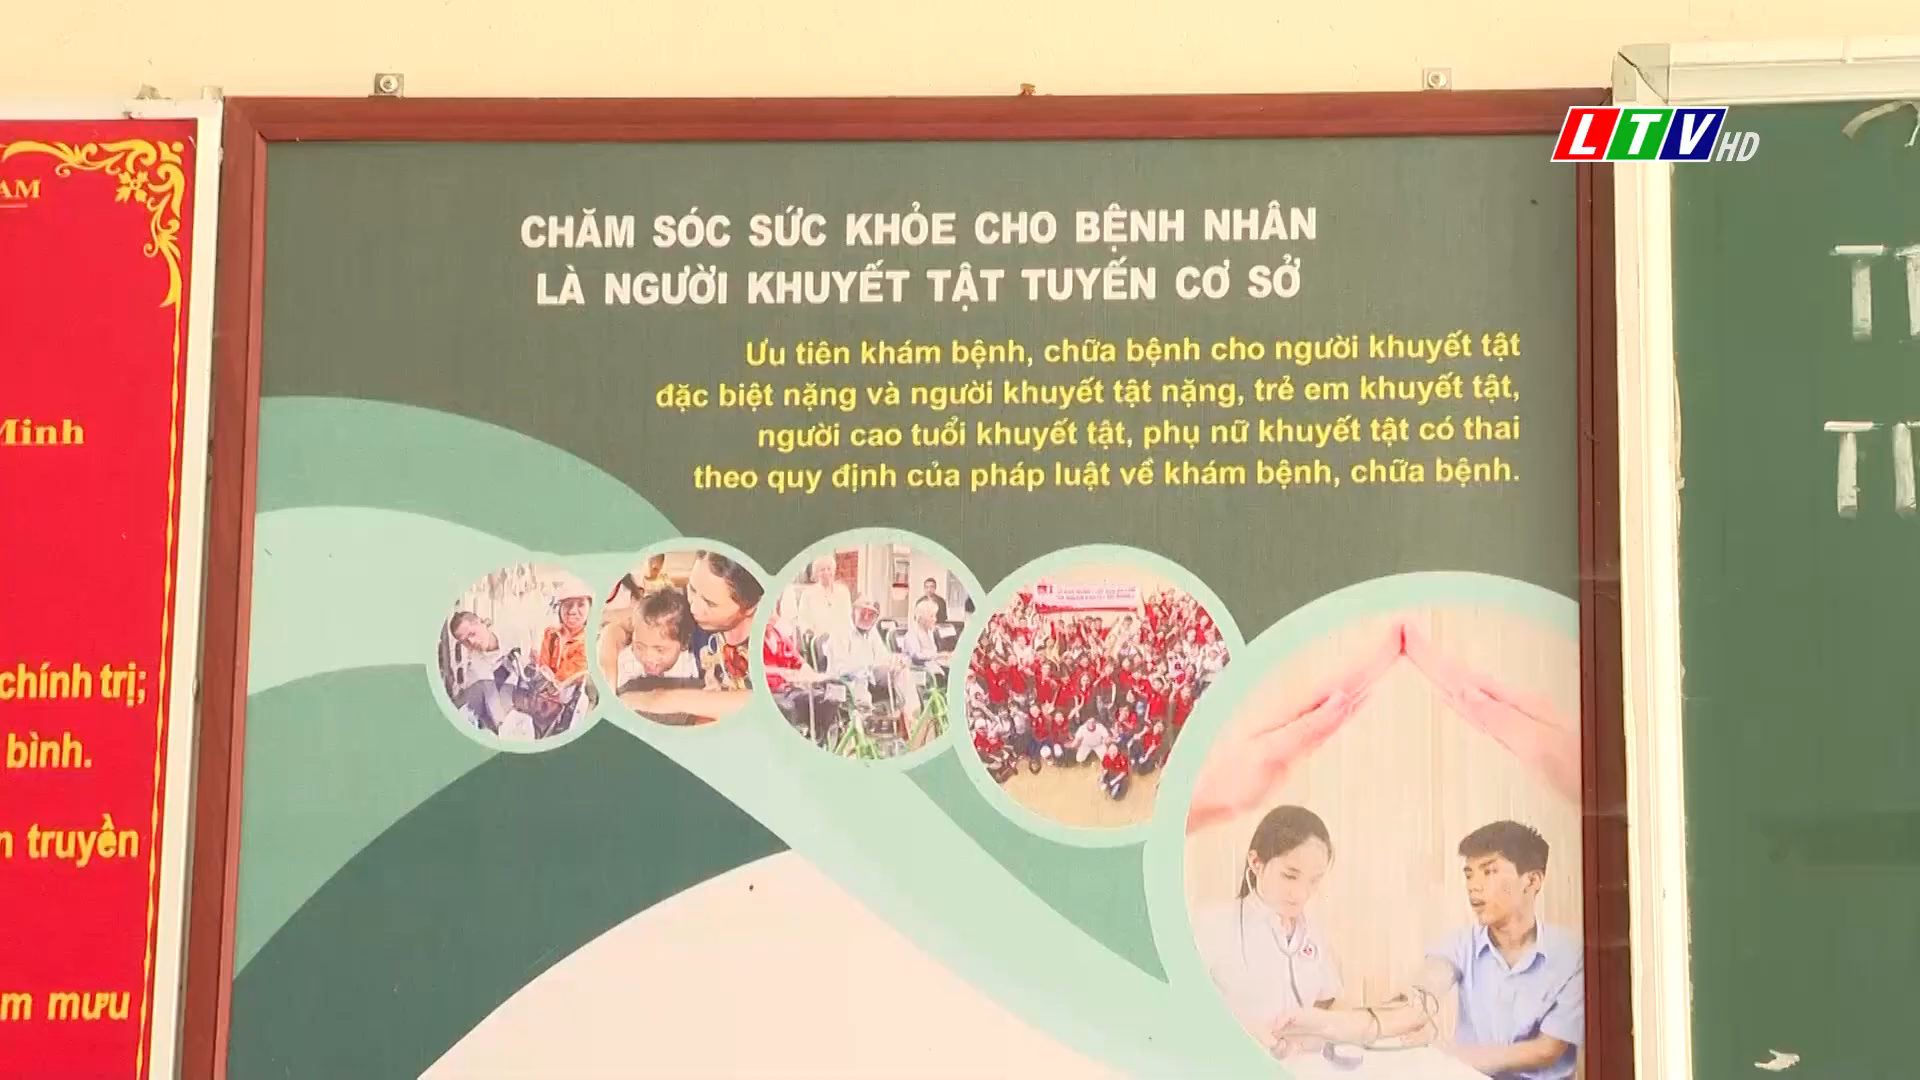 LTV HD
CHĂM SÓC SỨC KHỎE CHO BỆNH NHÂN
LÀ NGƯỜI KHUYẾT TẬT TUYẾN CƠ SỞ
Ưu tiên khám bệnh, chữa bệnh cho người khuyết tật
đặc biệt nặng và người khuyết tật nặng, trẻ em khuyết tật,
người cao tuổi khuyết tật, phụ nữ khuyết tật có thai
theo quy định của pháp luật về khám bệnh, chữa bệnh.
AM
Minh
chính trị;
bình.
truyền
mưu